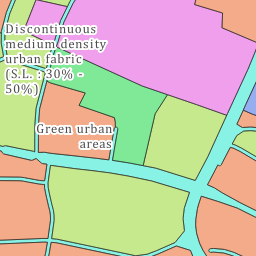 Discontinuous
medium density
urban fabric
(S.L. : 30% -
50%)
Green urban
areas